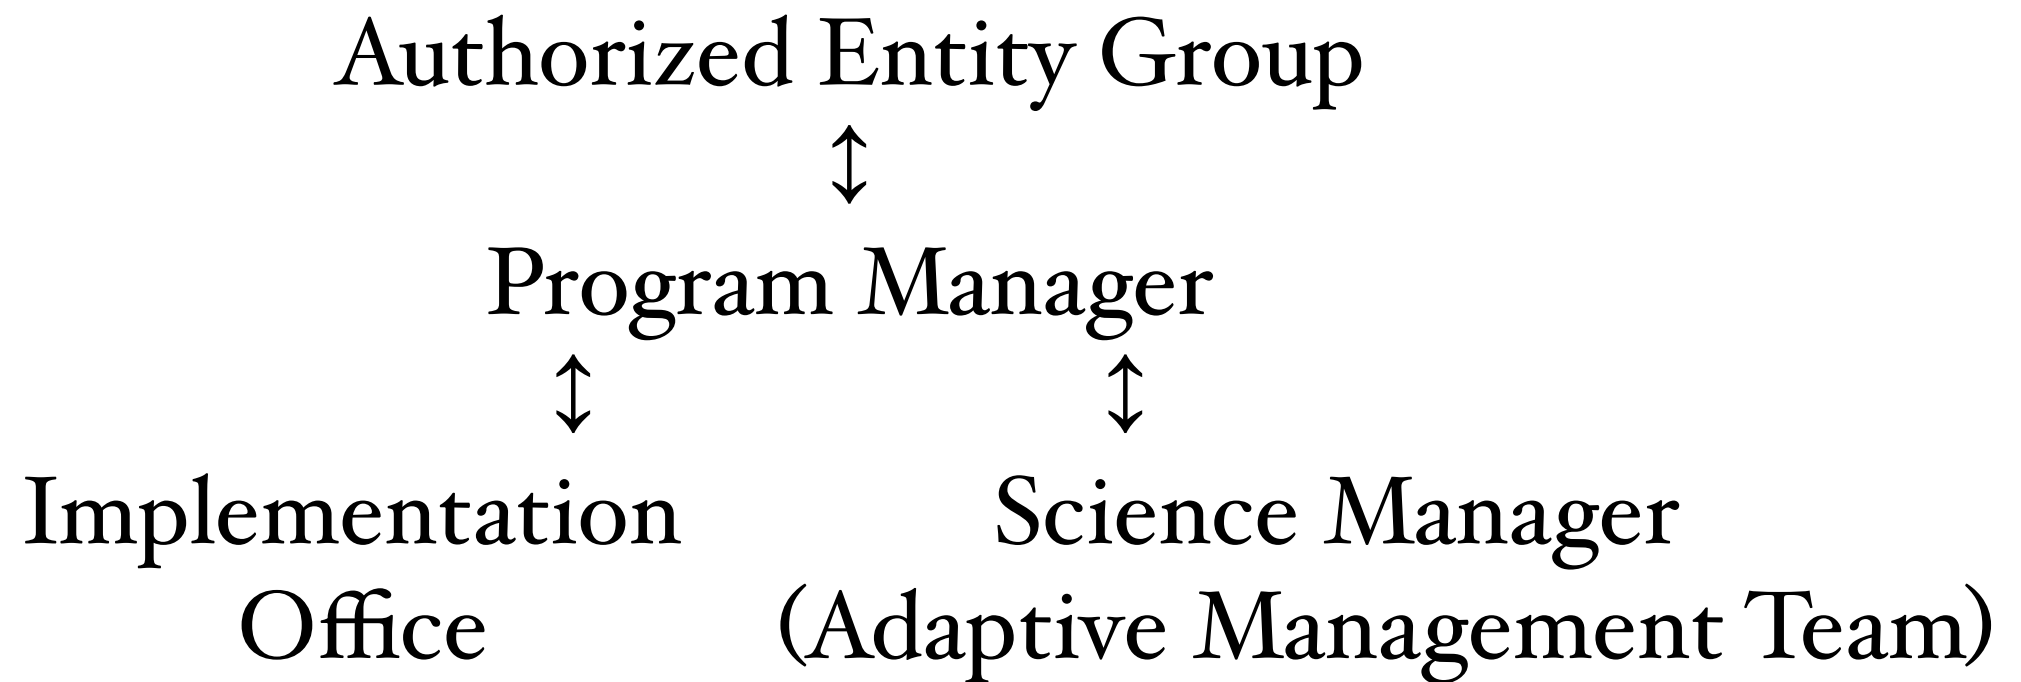 Authorized Entity Group
↕
Program Manager
↕ ↕
Implementation Science Manager
Office (Adaptive Management Team)